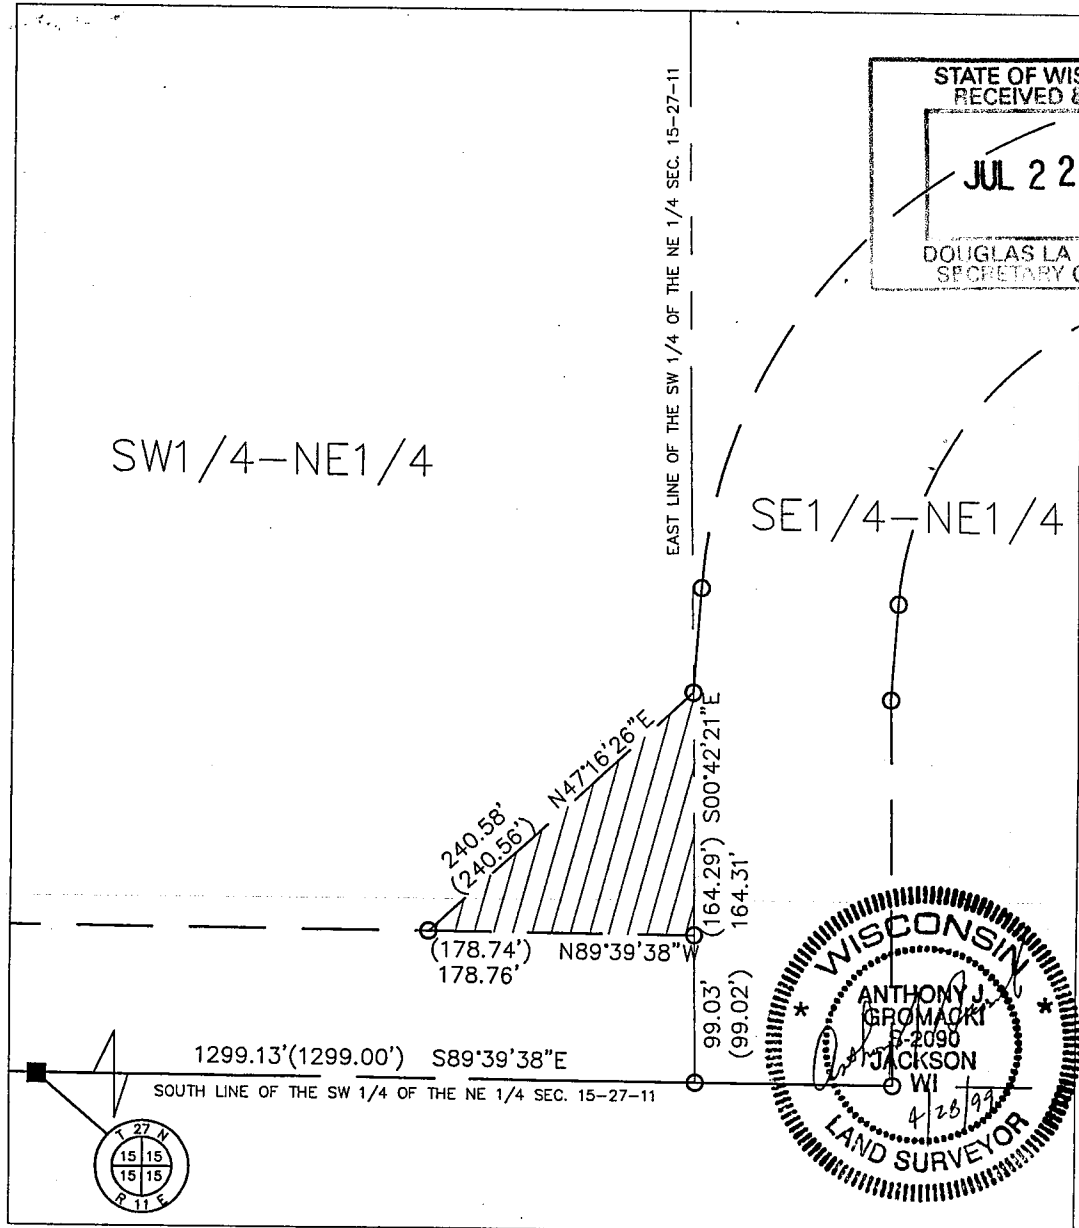 STATE OF WIS
RECEIVED &
JUL 22
DOUGLAS LA
SECRETARY O
EAST LINE OF THE SW 1/4 OF THE NE 1/4 SEC. 15-27-11
SW1/4-NE1/4
SE1/4-NE1/4
N47°16'26"E
240.58'
(240.56')
S00°42'21"E
(164.29')
164.31'
(178.74')
178.76'
N89°39'38"W
99.03'
(99.02')
1299.13'(1299.00') S89°39'38"E
SOUTH LINE OF THE SW 1/4 OF THE NE 1/4 SEC. 15-27-11
T 27 N
15 15
15 15
R 11 E
WISCONSIN
ANTHONY J.
GROMACKI
S-2090
JACKSON
WI
4/28/99
LAND SURVEYOR